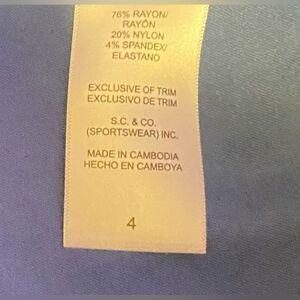 76% RAYON/
RAYÓN
20% NYLON
4% SPANDEX/
ELASTANO
EXCLUSIVE OF TRIM
EXCLUSIVO DE TRIM
S.C. & CO.
(SPORTSWEAR) INC.
MADE IN CAMBODIA
HECHO EN CAMBOYA
4